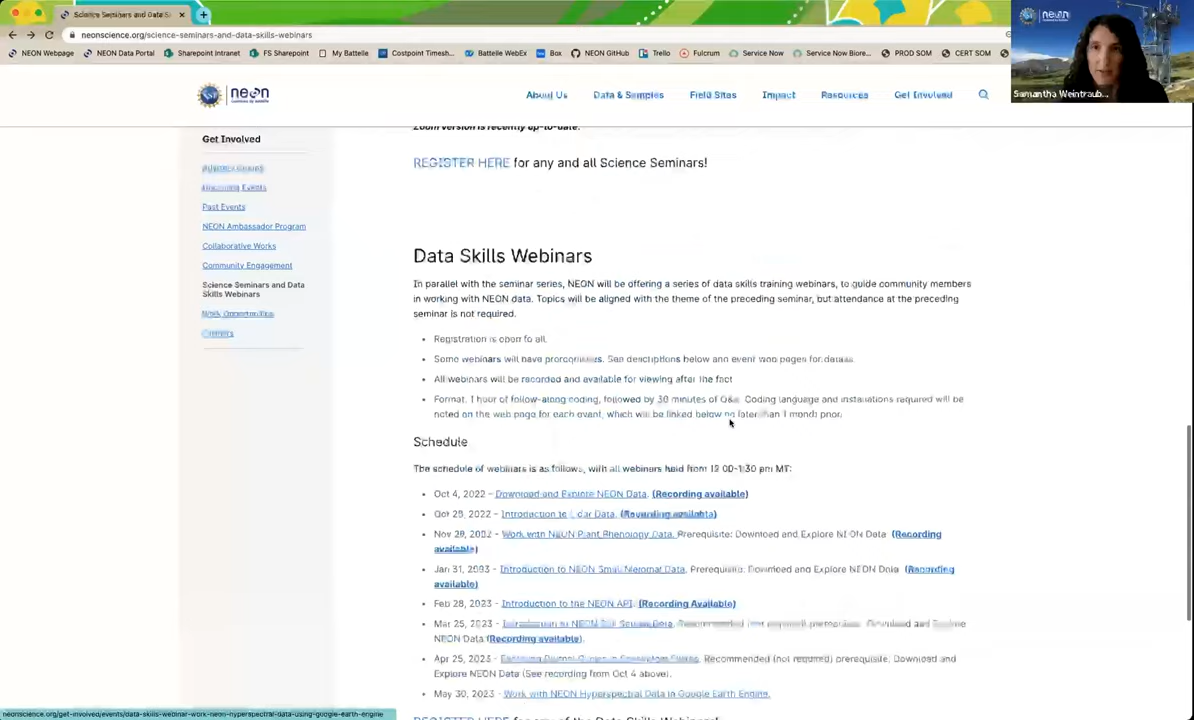 Science Seminars and Data S
neonscience.org/science-seminars-and-data-skills-webinars
NEON Webpage NEON Data Portal Sharepoint Intranet FS Sharepoint My Battelle Costpoint Timesh... Battelle WebEx Box NEON GitHub Trello Fulcrum Service Now Service Now Biore... PROD SOM CERT SOM
neon
Samantha Weintraub...
NSF neon
About Us Data & Samples Field Sites Impact Resources Get Involved
Zoom version is recently up-to-date.
Get Involved
REGISTER HERE for any and all Science Seminars!
Upcoming Events
Past Events
NEON Ambassador Program
Collaborative Works
Community Engagement
Science Seminars and Data
Skills Webinars
Work Opportunities
Careers
Data Skills Webinars
In parallel with the seminar series, NEON will be offering a series of data skills training webinars, to guide community members
in working with NEON data. Topics will be aligned with the theme of the preceding seminar, but attendance at the preceding
seminar is not required.
Registration is open to all.
Some webinars will have prerequisites. See descriptions below and event web pages for details.
All webinars will be recorded and available for viewing after the fact
Format: 1 hour of follow-along coding, followed by 30 minutes of Q&A. Coding language and installations required will be
noted on the web page for each event, which will be linked below no later than 1 month prior.
Schedule
The schedule of webinars is as follows, with all webinars held from 12:00-1:30 pm MT:
Oct 4, 2022 – Download and Explore NEON Data. (Recording available)
Oct 25, 2022 – Introduction to Lidar Data. (Recording available)
Nov 29, 2022 – Work with NEON Plant Phenology Data. Prerequisite: Download and Explore NEON Data (Recording
available)
Jan 31, 2023 – Introduction to NEON Small Mammal Data. Prerequisite: Download and Explore NEON Data (Recording
available)
Feb 28, 2023 – Introduction to the NEON API. (Recording Available)
Mar 25, 2023 – Introduction to NEON Data. Recommended (not required) prerequisite: Download and Explore
NEON Data (Recording available).
Apr 25, 2023 – Recommended (not required) prerequisite: Download and
Explore NEON Data (See recording from Oct 4 above).
May 30, 2023 – Work with NEON Hyperspectral Data in Google Earth Engine.
neonscience.org/get-involved/events/data-skills-webinar-work-neon-hyperspectral-data-using-google-earth-engine
REGISTER HERE for any of the Data Skills Webinars!